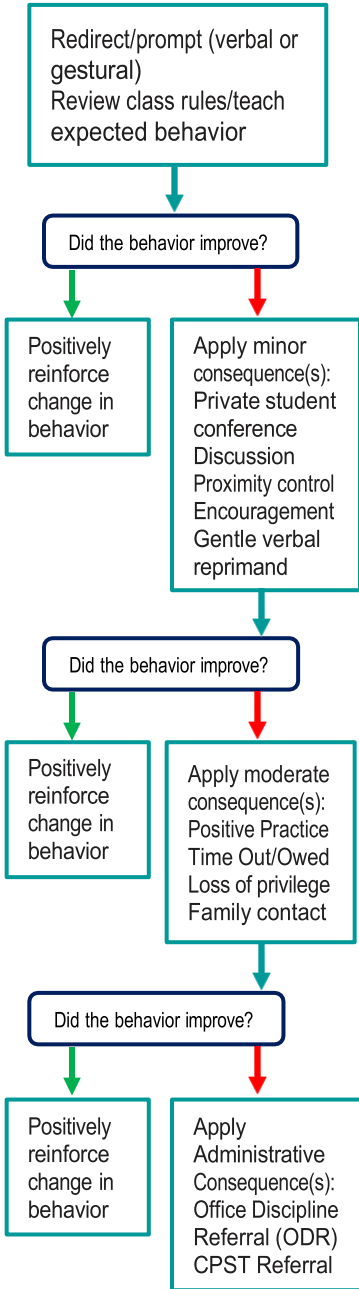 Redirect/prompt (verbal or
gestural)
Review class rules/teach
expected behavior
Did the behavior improve?
Positively
reinforce
change in
behavior
Apply minor
consequence(s):
Private student
conference
Discussion
Proximity control
Encouragement
Gentle verbal
reprimand
Did the behavior improve?
Positively
reinforce
change in
behavior
Apply moderate
consequence(s):
Positive Practice
Time Out/Owed
Loss of privilege
Family contact
Did the behavior improve?
Positively
reinforce
change in
behavior
Apply
Administrative
Consequence(s):
Office Discipline
Referral (ODR)
CPST Referral